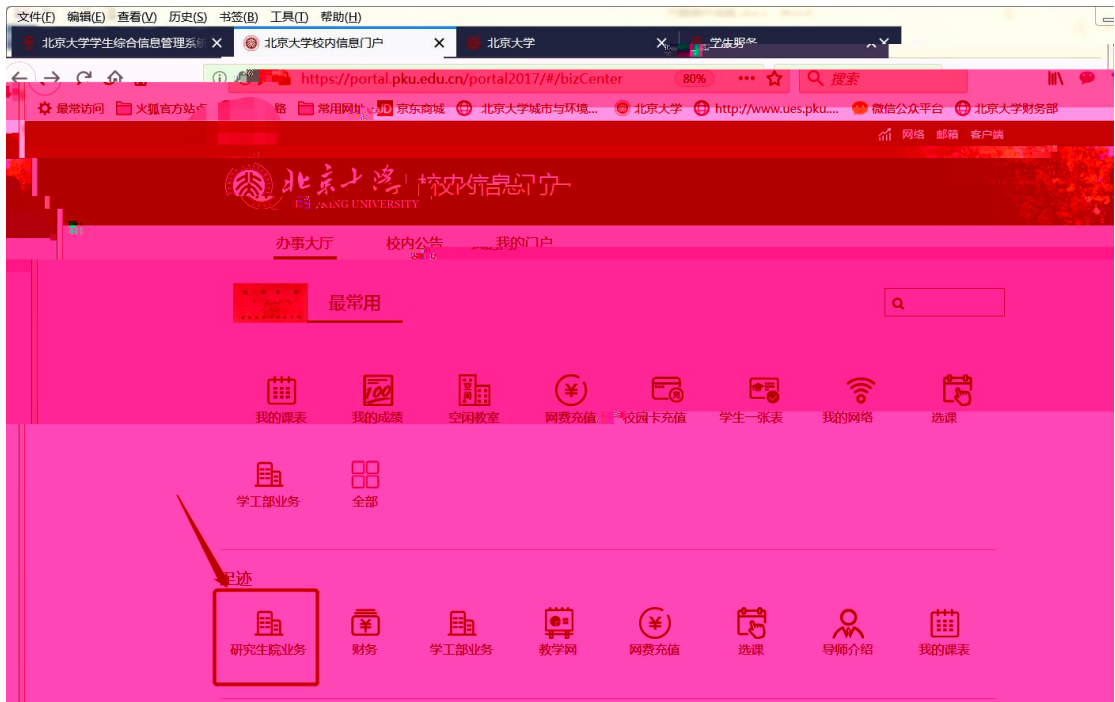 文件(F) 编辑(E) 查看(V) 历史(S) 书签(B) 工具(T) 帮助(H)
北京大学学生综合信息管理系统 北京大学校内信息门户 北京大学
https://portal.pku.edu.cn/portal2017/#/bizCenter 80% 搜索
最常访问 火狐官方站点 常用网址 京东商城 北京大学城市与环境... 北京大学 http://www.ues.pku.... 微信公众平台 北京大学财务部
网络 邮箱 客户端
北京大学 校内信息门户
UNIVERSITY
办事大厅 校内公告 我的门户
最常用
我的课表 我的成绩 空闲教室 网费充值 校园卡充值 学生一张表 我的网络 选课
学工部业务 全部
足迹
研究生院业务 财务 学工部业务 教学网 网费充值 选课 导师介绍 我的课表